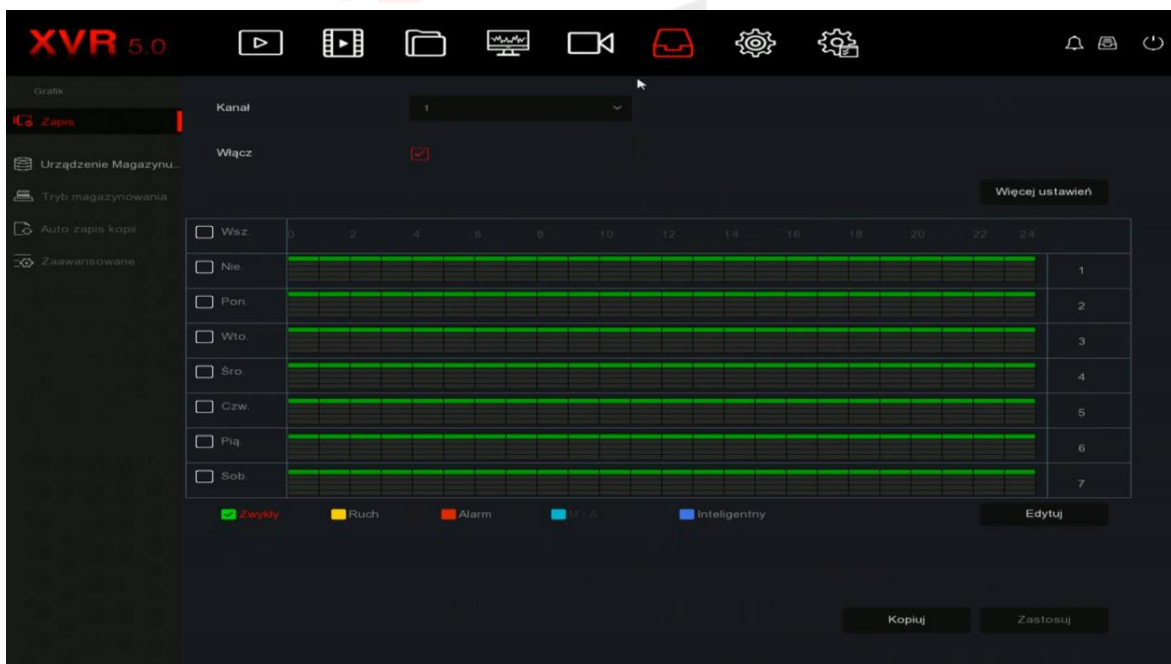 XVR 5.0
Grafik
Zapis
Urządzenie Magazynu...
Tryb magazynowania
Auto zapis kopii
Zaawansowane
Kanał 1
Włącz
Więcej ustawień
Wsz. 0 2 4 6 8 10 12 14 16 18 20 22 24
Nie. 1
Pon. 2
Wto. 3
Śro. 4
Czw. 5
Pią. 6
Sob. 7
Zwykły Ruch Alarm M i A Inteligentny Edytuj
Kopiuj Zastosuj